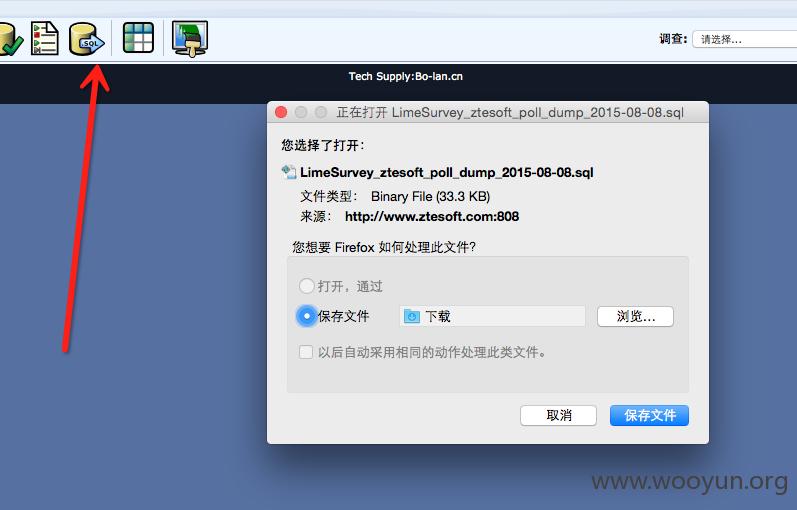 SQL
调查: 请选择...
Tech Supply:Bo-lan.cn
正在打开 LimeSurvey_ztesoft_poll_dump_2015-08-08.sql
您选择了打开：
LimeSurvey_ztesoft_poll_dump_2015-08-08.sql
文件类型： Binary File (33.3 KB)
来源： http://www.ztesoft.com:808
您想要 Firefox 如何处理此文件？
打开，通过
保存文件 下载 浏览...
以后自动采用相同的动作处理此类文件。
取消 保存文件
www.wooyun.org